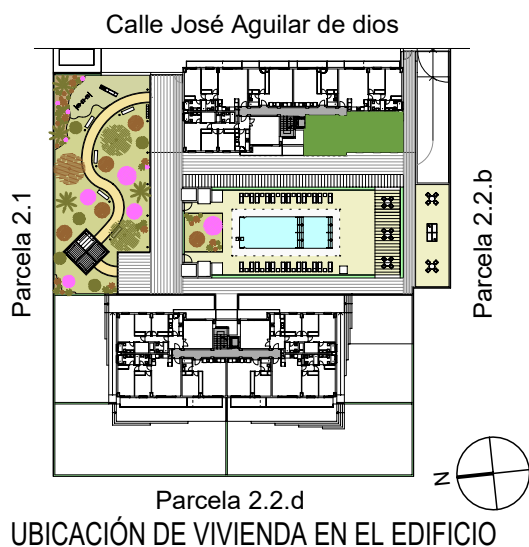 Calle José Aguilar de dios
Parcela 2.1
Parcela 2.2.b
N
Parcela 2.2.d
UBICACIÓN DE VIVIENDA EN EL EDIFICIO